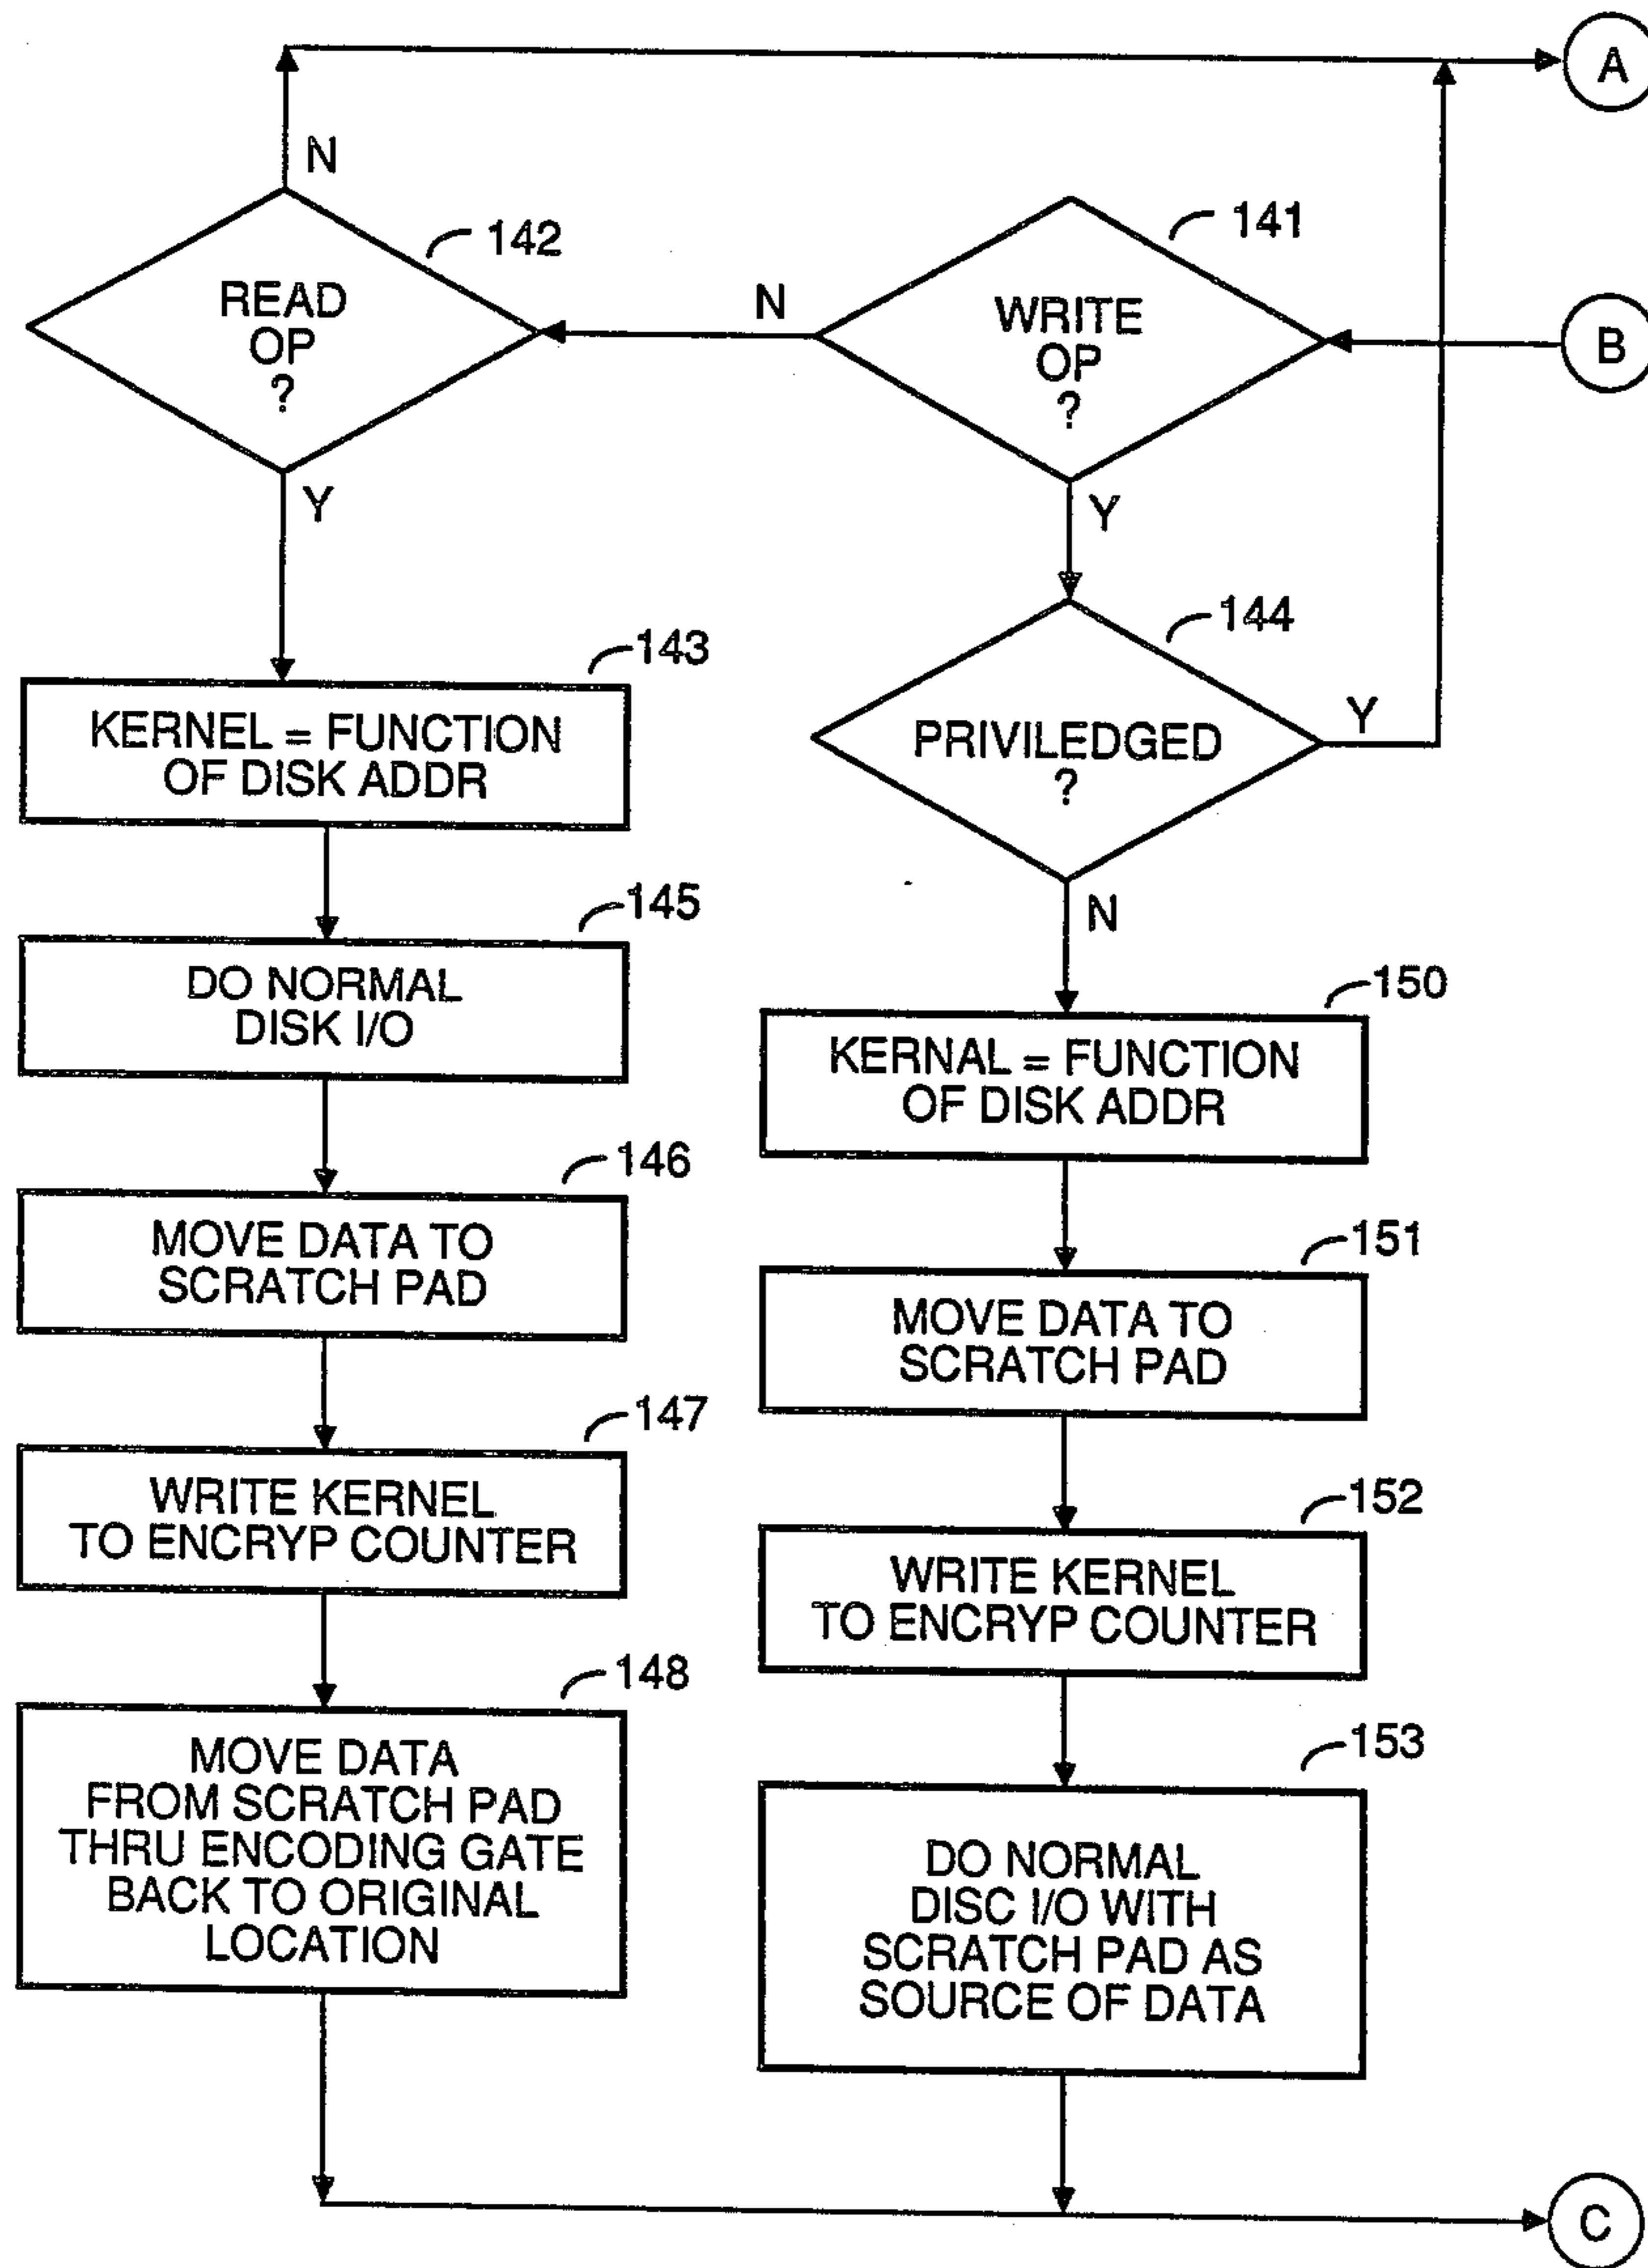 A
N
142
READ
OP
?
N
141
WRITE
OP
?
B
Y
Y
144
PRIVILEDGED
?
Y
N
143
KERNEL = FUNCTION
OF DISK ADDR
145
DO NORMAL
DISK I/O
146
MOVE DATA TO
SCRATCH PAD
147
WRITE KERNEL
TO ENCRYP COUNTER
148
MOVE DATA
FROM SCRATCH PAD
THRU ENCODING GATE
BACK TO ORIGINAL
LOCATION
150
KERNAL = FUNCTION
OF DISK ADDR
151
MOVE DATA TO
SCRATCH PAD
152
WRITE KERNEL
TO ENCRYP COUNTER
153
DO NORMAL
DISC I/O WITH
SCRATCH PAD AS
SOURCE OF DATA
C